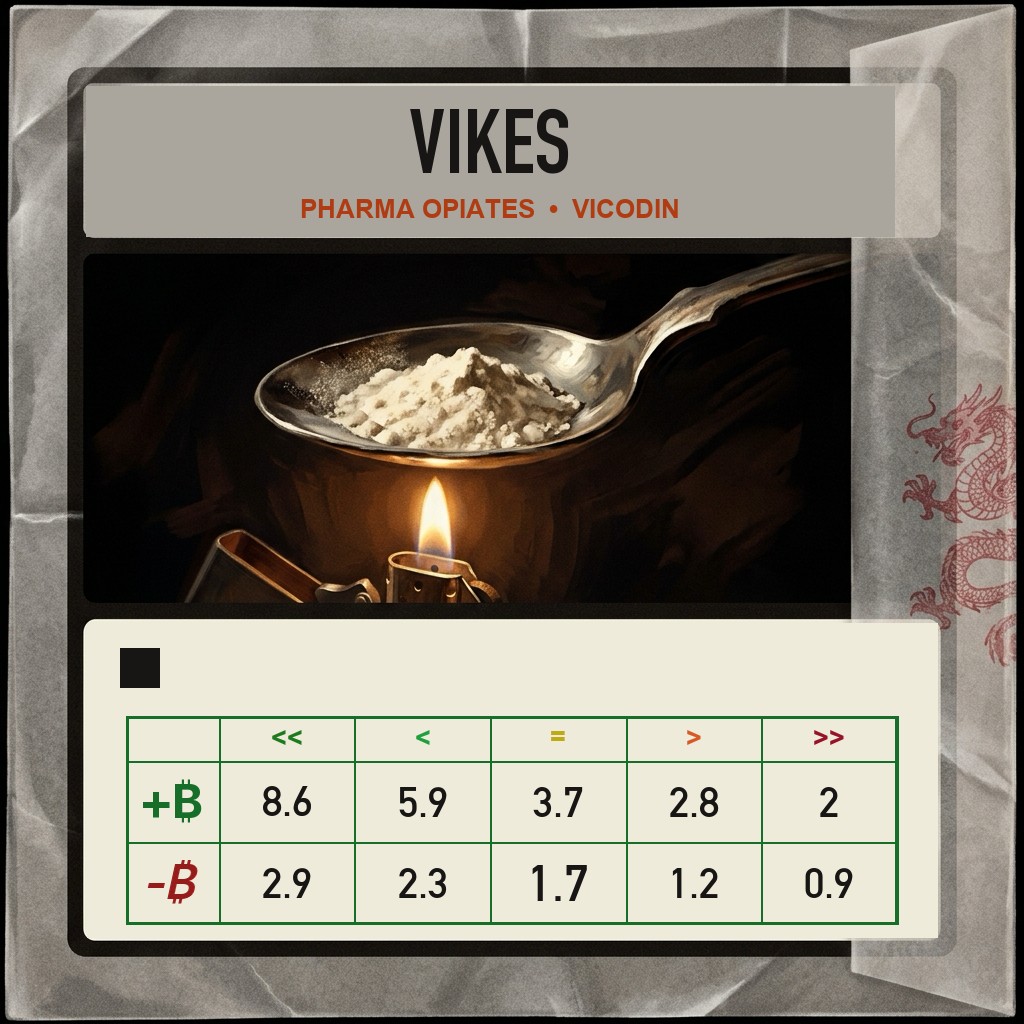 VIKES
PHARMA OPIATES • VICODIN
<< < = > >>
+₿ 8.6 5.9 3.7 2.8 2
-₿ 2.9 2.3 1.7 1.2 0.9